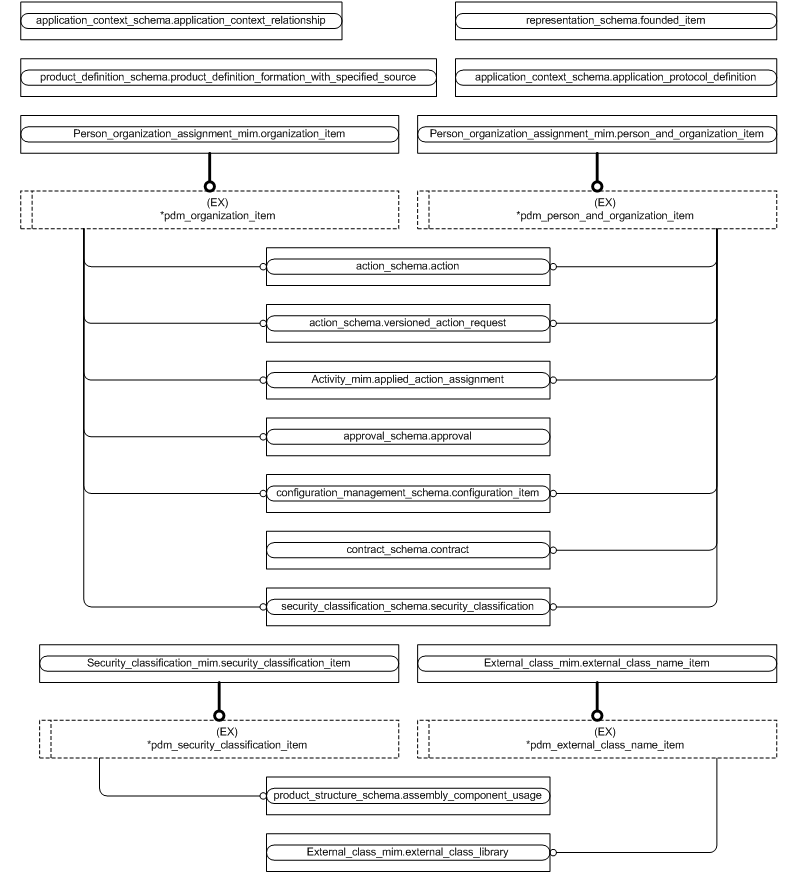 application_context_schema.application_context_relationship
representation_schema.founded_item
product_definition_schema.product_definition_formation_with_specified_source
application_context_schema.application_protocol_definition
Person_organization_assignment_mim.organization_item
Person_organization_assignment_mim.person_and_organization_item
(EX)
*pdm_organization_item
(EX)
*pdm_person_and_organization_item
action_schema.action
action_schema.versioned_action_request
Activity_mim.applied_action_assignment
approval_schema.approval
configuration_management_schema.configuration_item
contract_schema.contract
security_classification_schema.security_classification
Security_classification_mim.security_classification_item
External_class_mim.external_class_name_item
(EX)
*pdm_security_classification_item
(EX)
*pdm_external_class_name_item
product_structure_schema.assembly_component_usage
External_class_mim.external_class_library